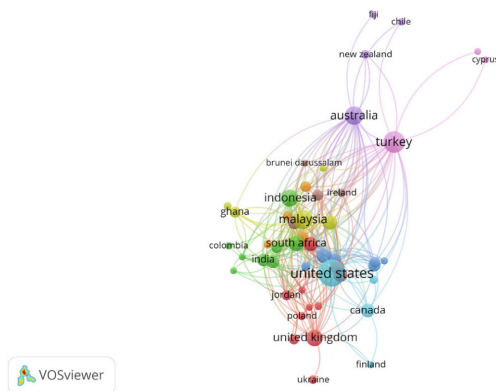 fiji
chile
new zealand
cyprus
australia
turkey
brunei darussalam
ireland
indonesia
ghana
malaysia
colombia
south africa
india
united states
jordan
poland
canada
united kingdom
finland
ukraine
VOSviewer